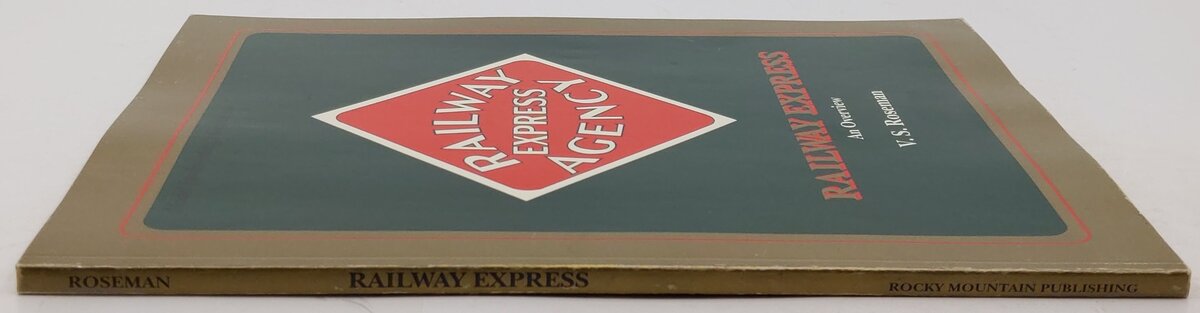 RAILWAY
EXPRESS
AGENCY
RAILWAY EXPRESS
An Overview
V. S. Roseman
ROSEMAN
RAILWAY EXPRESS
ROCKY MOUNTAIN PUBLISHING